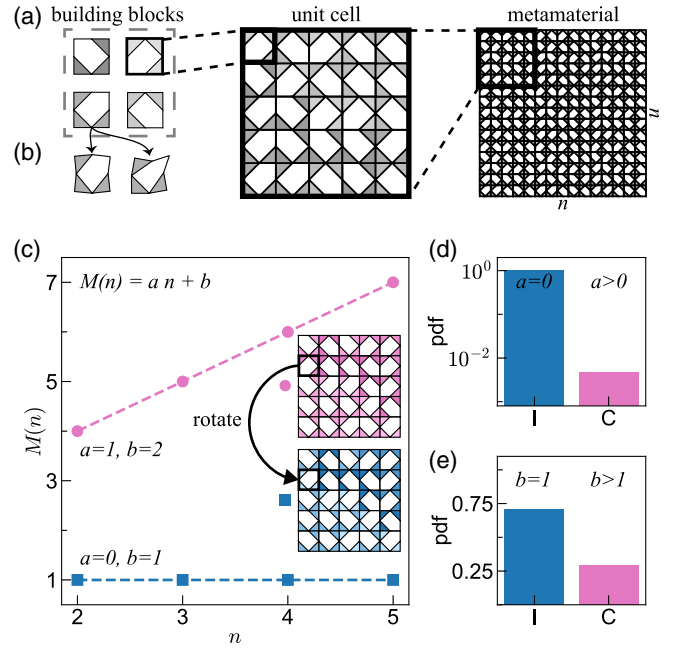 (a) building blocks unit cell metamaterial
n
(b)
n
(c)
M(n) = a n + b
7
5
3
1
M(n)
a=1, b=2
rotate
a=0, b=1
2 3 4 5
n
(d)
a=0 a>0
10^0
10^-2
pdf
I C
(e)
b=1 b>1
0.75
0.25
pdf
I C